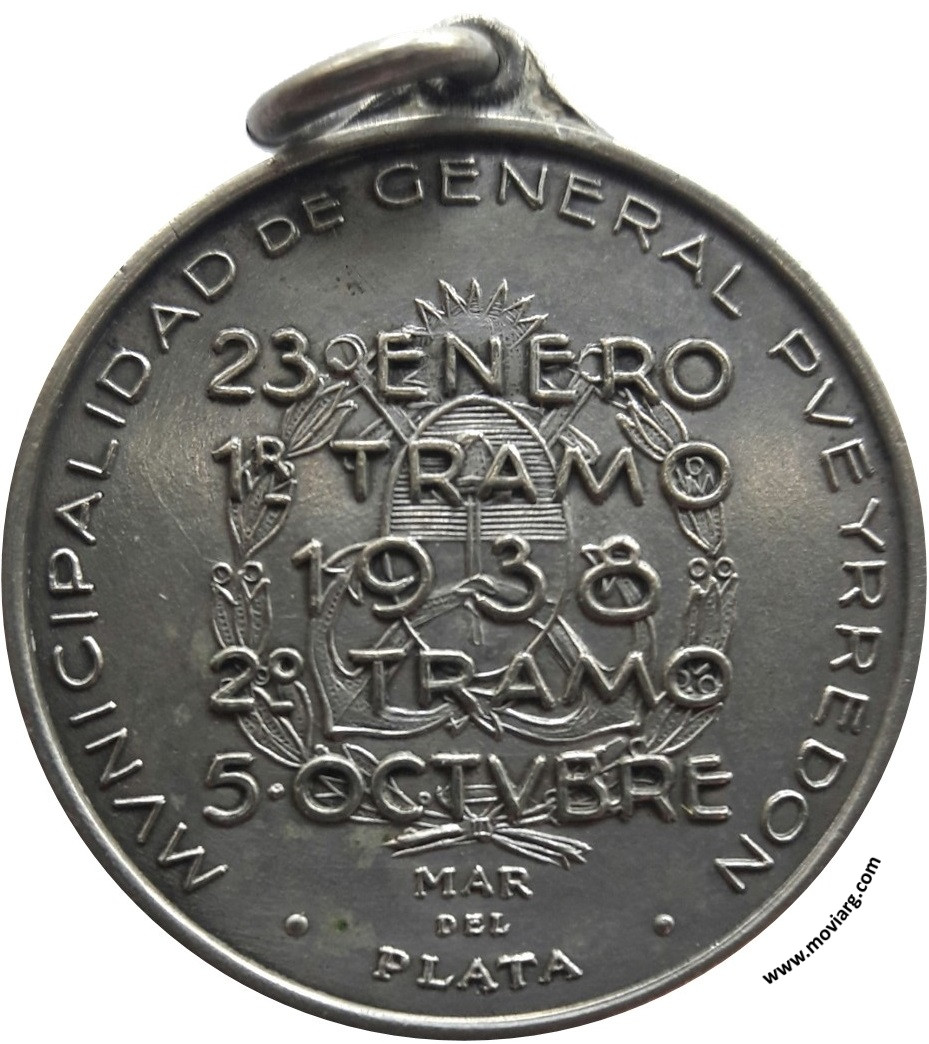 MVNICIPALIDAD DE GENERAL PVEYRREDON
23 ENERO
1R TRAMO
1938
2º TRAMO
5·OCTVBRE
MAR
DEL
PLATA
www.moviarg.com